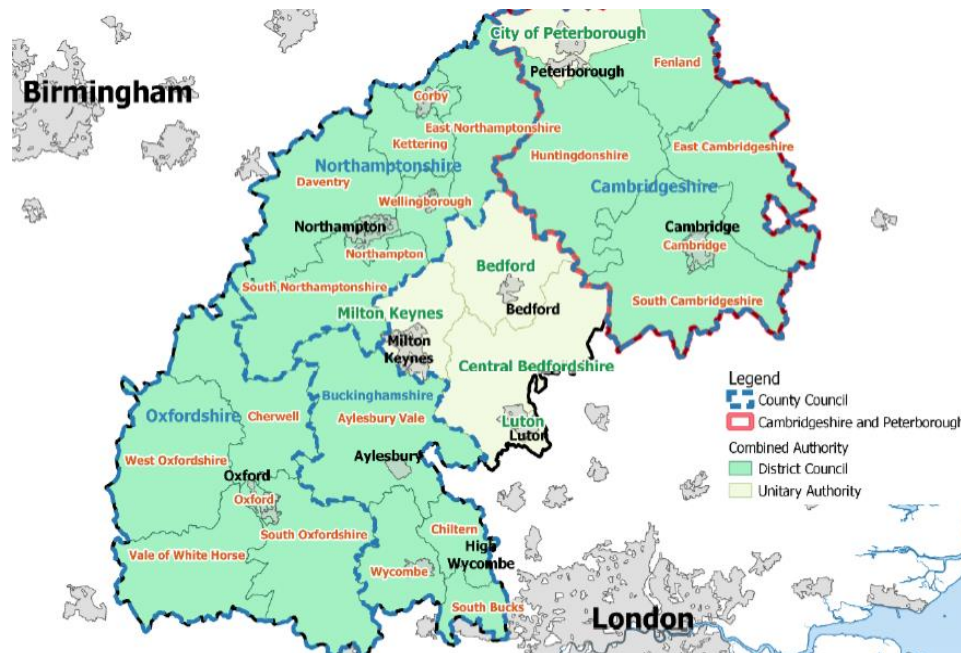 City of Peterborough
Peterborough
Fenland
Birmingham
Corby
East Northamptonshire
Kettering
Huntingdonshire
East Cambridgeshire
Northamptonshire
Daventry
Cambridgeshire
Wellingborough
Northampton
Cambridge
Cambridge
Northampton
Bedford
South Northamptonshire
South Cambridgeshire
Milton Keynes
Bedford
Milton
Keynes
Central Bedfordshire
Legend
County Council
Buckinghamshire
Oxfordshire
Cherwell
Aylesbury Vale
Luton
Luton
Cambridgeshire and Peterborough
Combined Authority
West Oxfordshire
Aylesbury
District Council
Oxford
Oxford
Unitary Authority
South Oxfordshire
Chiltern
Vale of White Horse
High
Wycombe
Wycombe
South Bucks
London